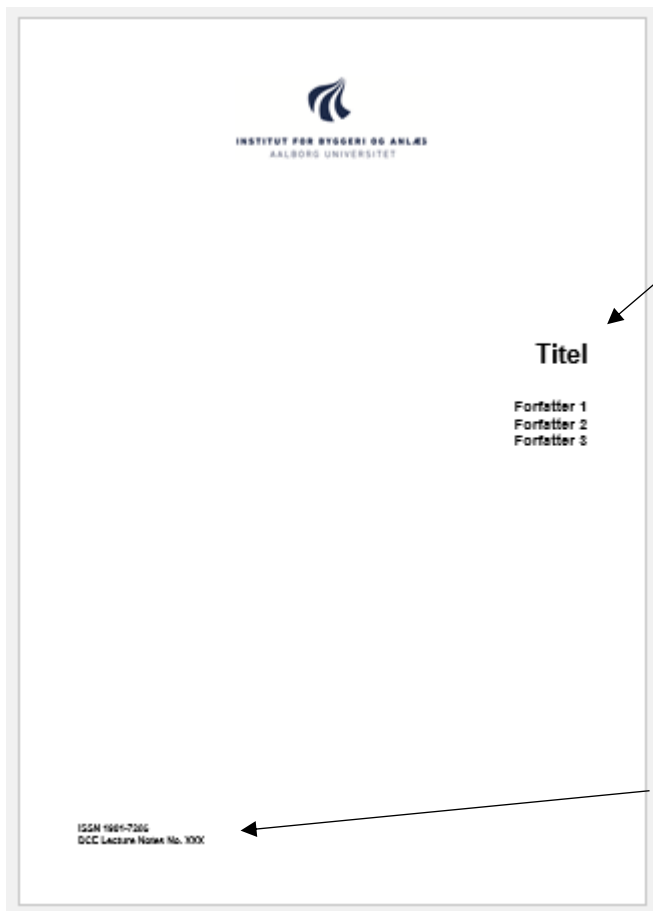 INSTITUT FOR BYGGERI OG ANLÆG
AALBORG UNIVERSITET
Titel
Forfatter 1
Forfatter 2
Forfatter 3
ISSN 1901-7286
DCE Lecture Notes No. XXX